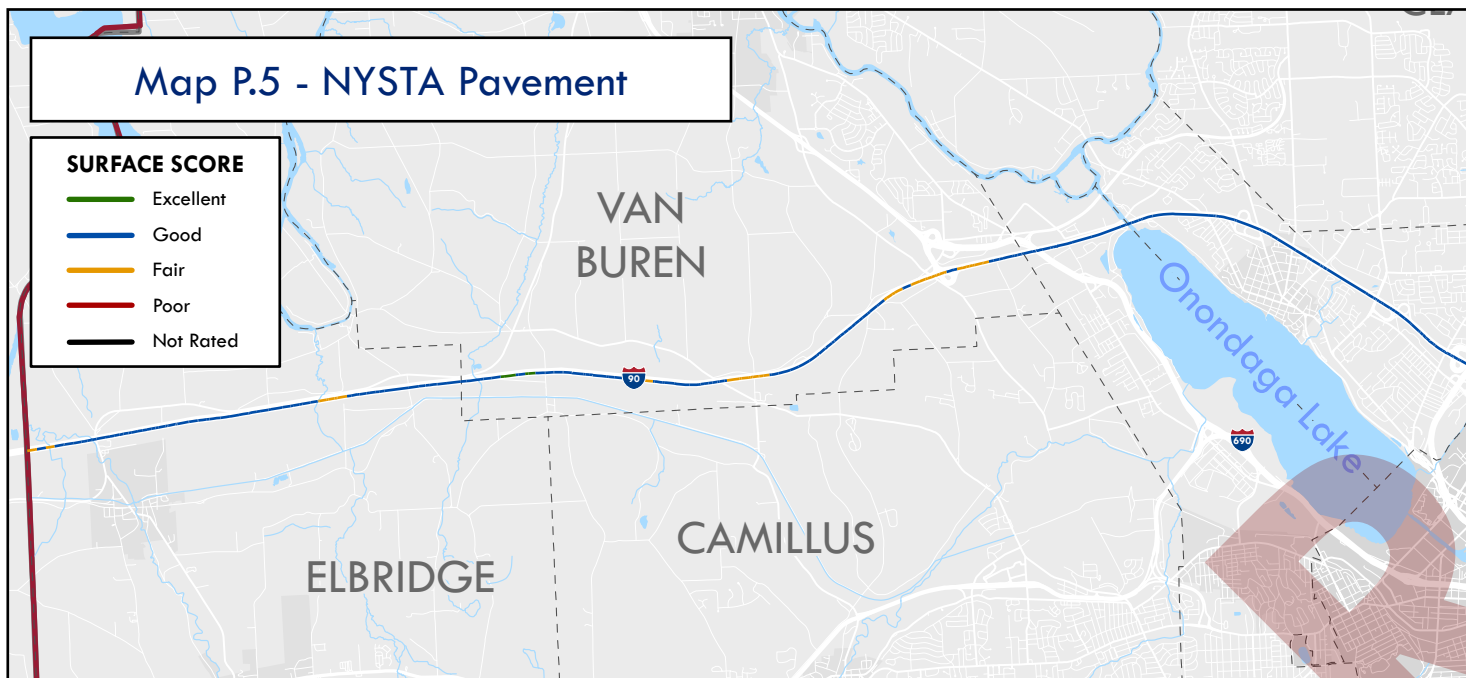 Map P.5 - NYSTA Pavement
SURFACE SCORE
Excellent
Good
Fair
Poor
Not Rated
VAN
BUREN
90
Onondaga Lake
690
CAMILLUS
ELBRIDGE